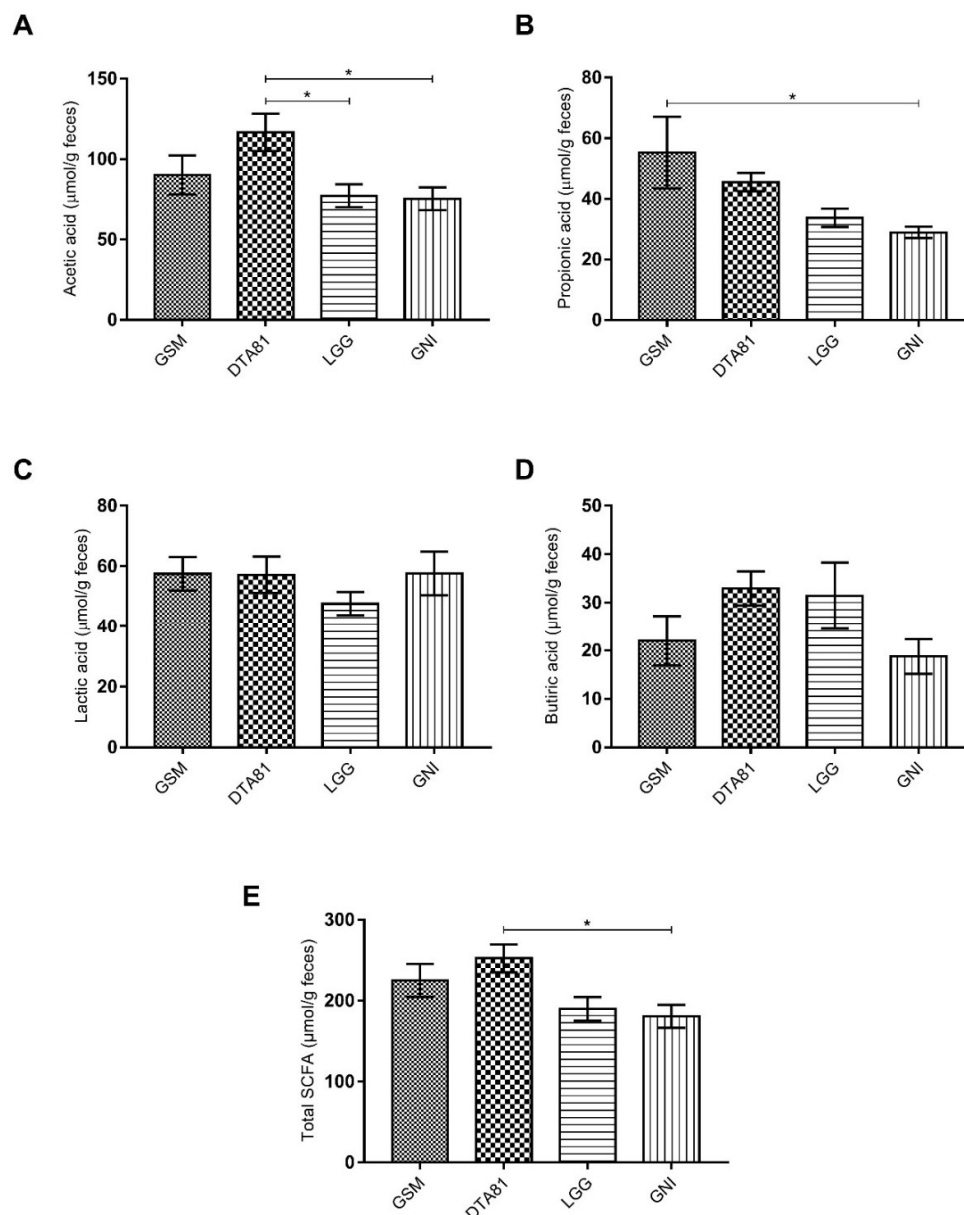 A
Acetic acid (µmol/g feces)
150
100
50
0
*
*
GSM
DTA81
LGG
GNI
B
Propionic acid (µmol/g feces)
80
60
40
20
0
*
GSM
DTA81
LGG
GNI
C
Lactic acid (µmol/g feces)
80
60
40
20
0
GSM
DTA81
LGG
GNI
D
Butiric acid (µmol/g feces)
50
40
30
20
10
0
GSM
DTA81
LGG
GNI
E
Total SCFA (µmol/g feces)
300
200
100
0
*
GSM
DTA81
LGG
GNI